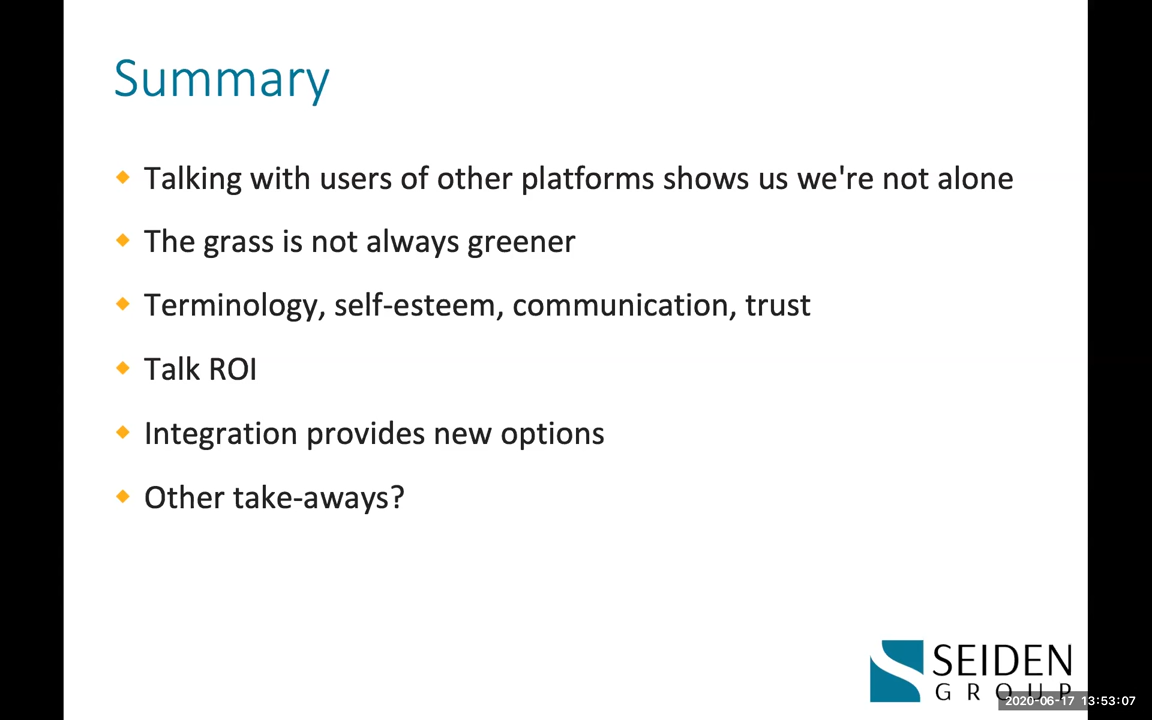 Summary
Talking with users of other platforms shows us we're not alone
The grass is not always greener
Terminology, self-esteem, communication, trust
Talk ROI
Integration provides new options
Other take-aways?
SEIDEN
GROUP
2020-06-17 13:53:07